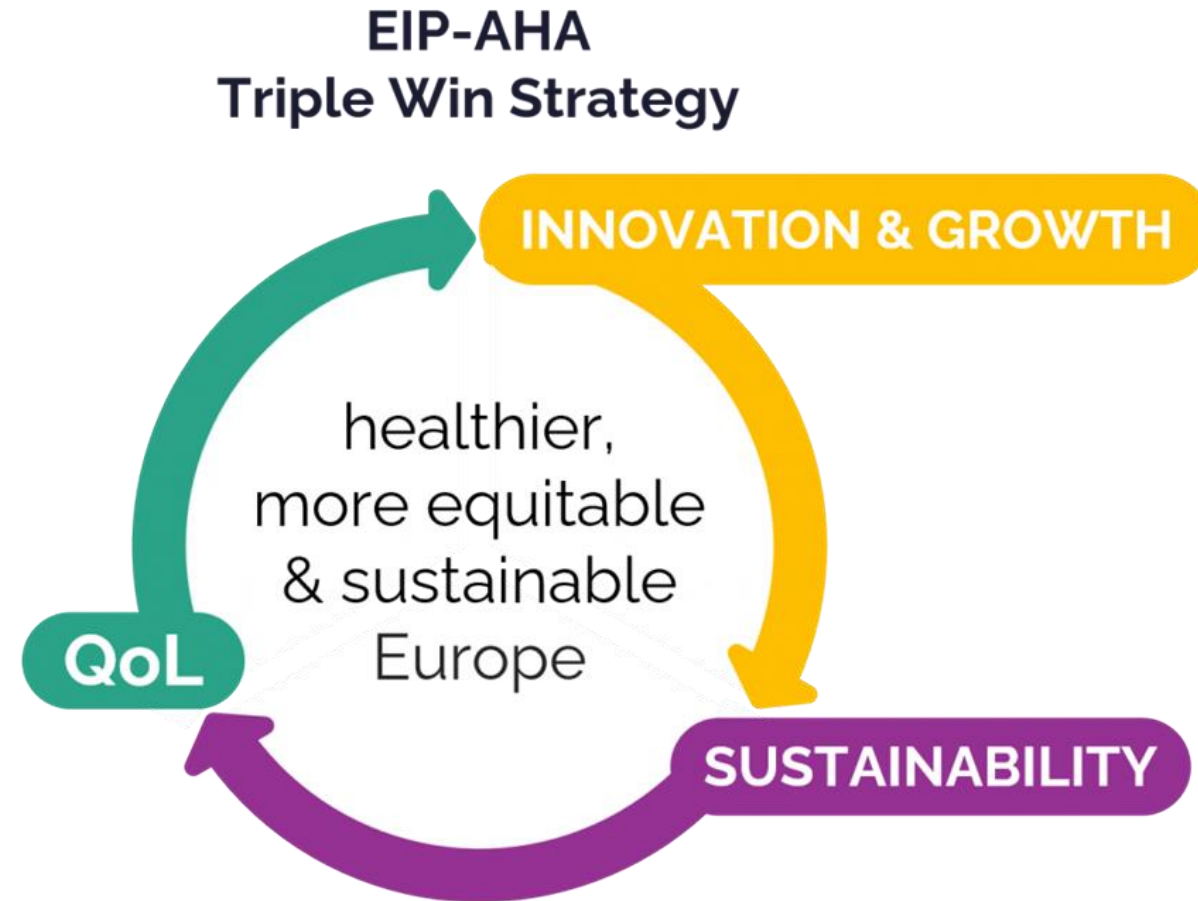 EIP-AHA
Triple Win Strategy
INNOVATION & GROWTH
healthier,
more equitable
& sustainable
Europe
QoL
SUSTAINABILITY